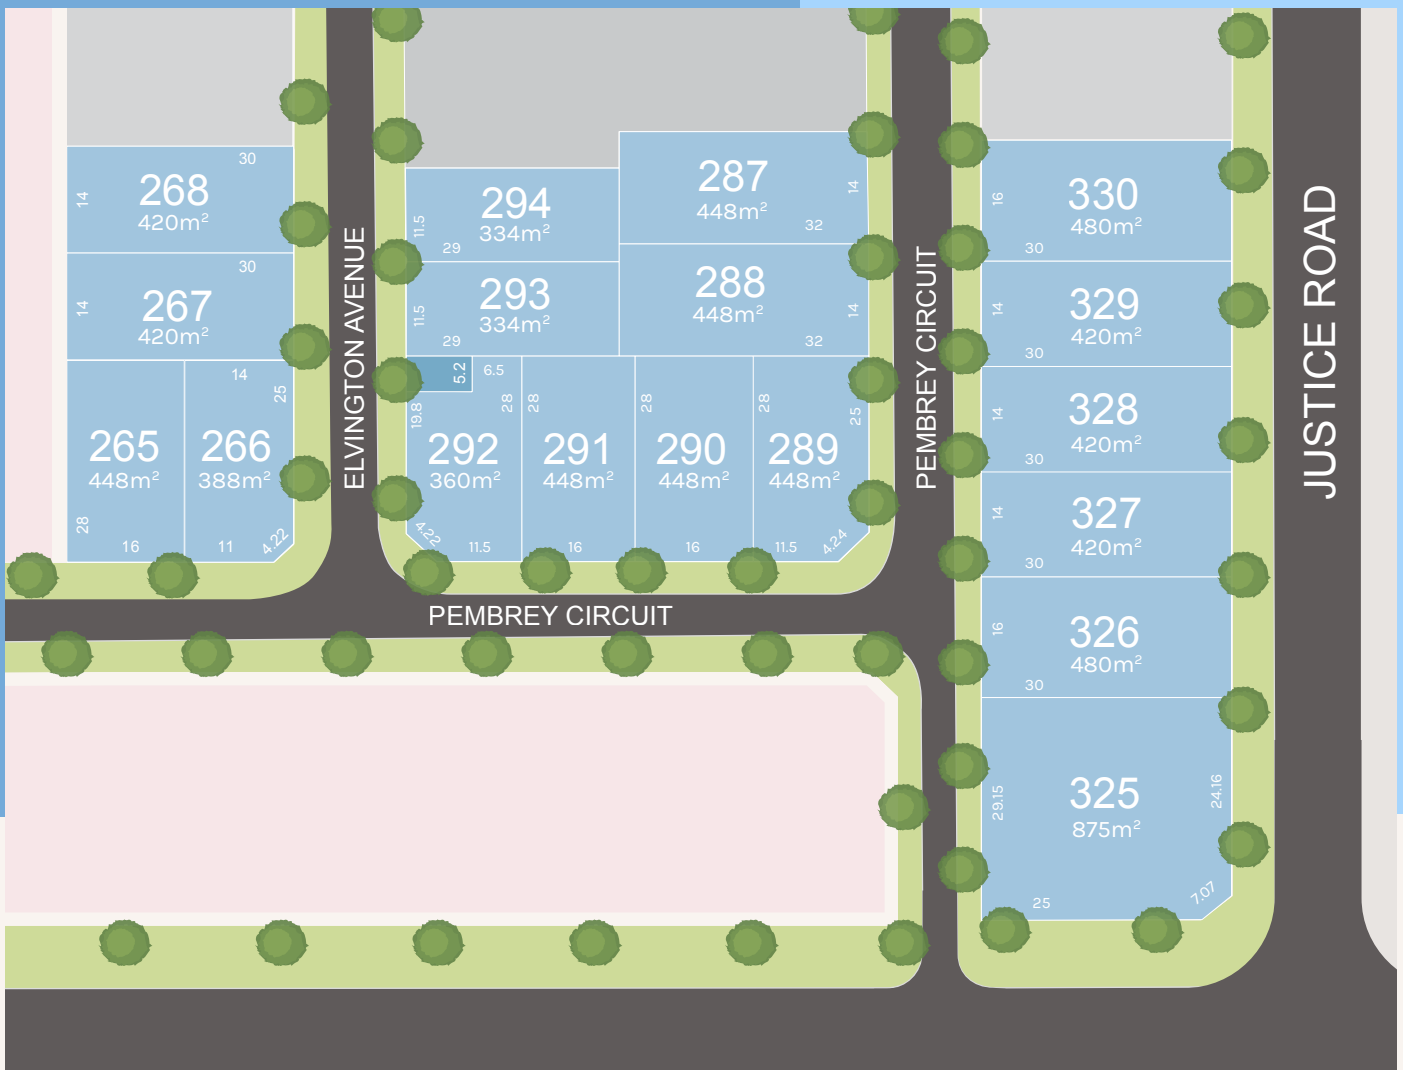 30
14
268
420m²
30
14
267
420m²
14
25
265
448m²
266
388m²
28
16
11
4.22
ELVINGTON AVENUE
294
334m²
11.5
29
287
448m²
14
32
293
334m²
11.5
29
288
448m²
14
32
5.2
6.5
19.8
28
28
28
28
25
292
360m²
291
448m²
290
448m²
289
448m²
4.22
11.5
16
16
11.5
4.24
PEMBREY CIRCUIT
PEMBREY CIRCUIT
16
330
480m²
30
14
329
420m²
30
14
328
420m²
30
14
327
420m²
30
16
326
480m²
30
29.15
325
875m²
24.16
25
7.07
JUSTICE ROAD